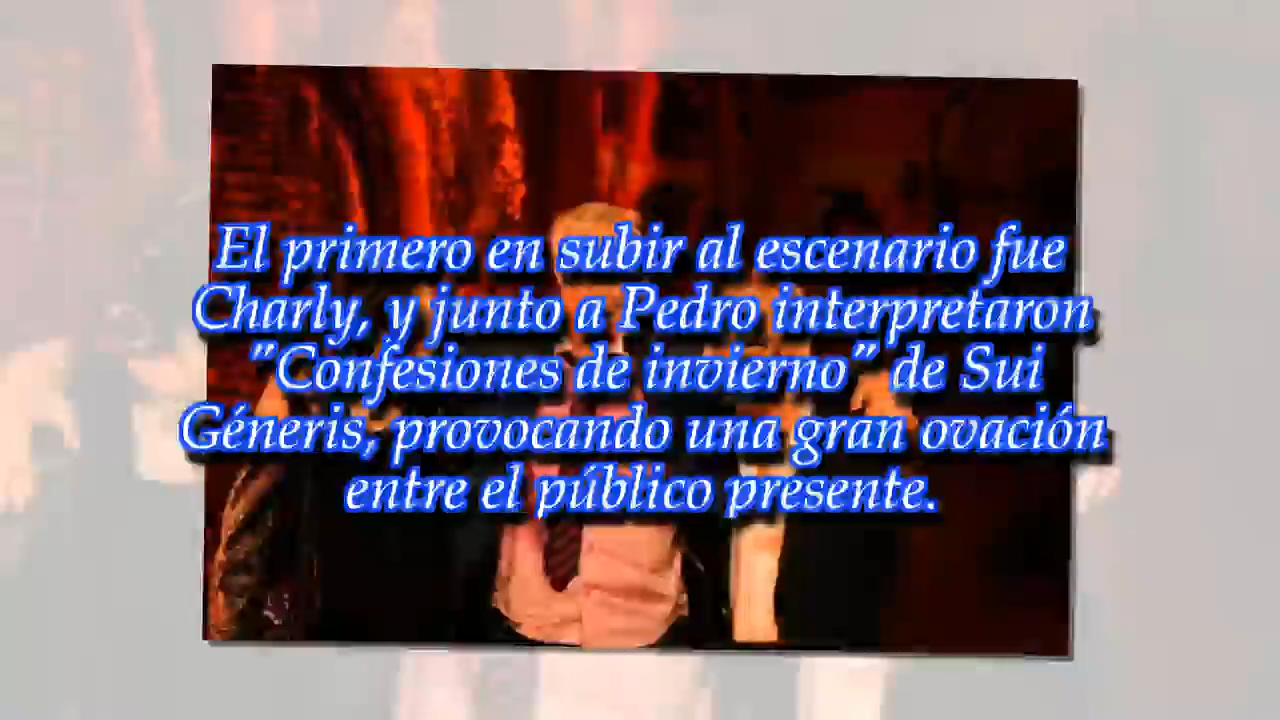 El primero en subir al escenario fue
Charly, y junto a Pedro interpretaron
"Confesiones de invierno" de Sui
Géneris, provocando una gran ovación
entre el público presente.